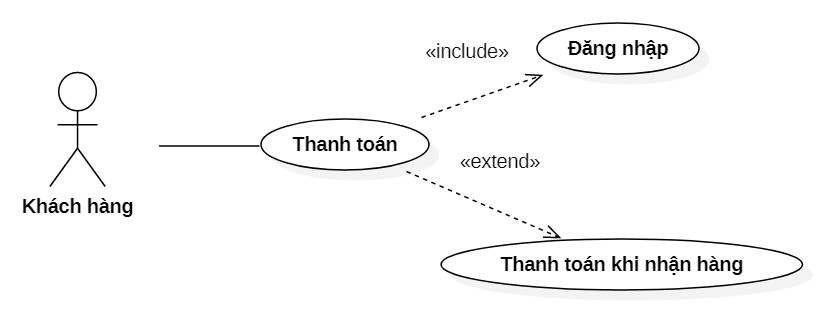 «include»
Đăng nhập
Thanh toán
«extend»
Khách hàng
Thanh toán khi nhận hàng